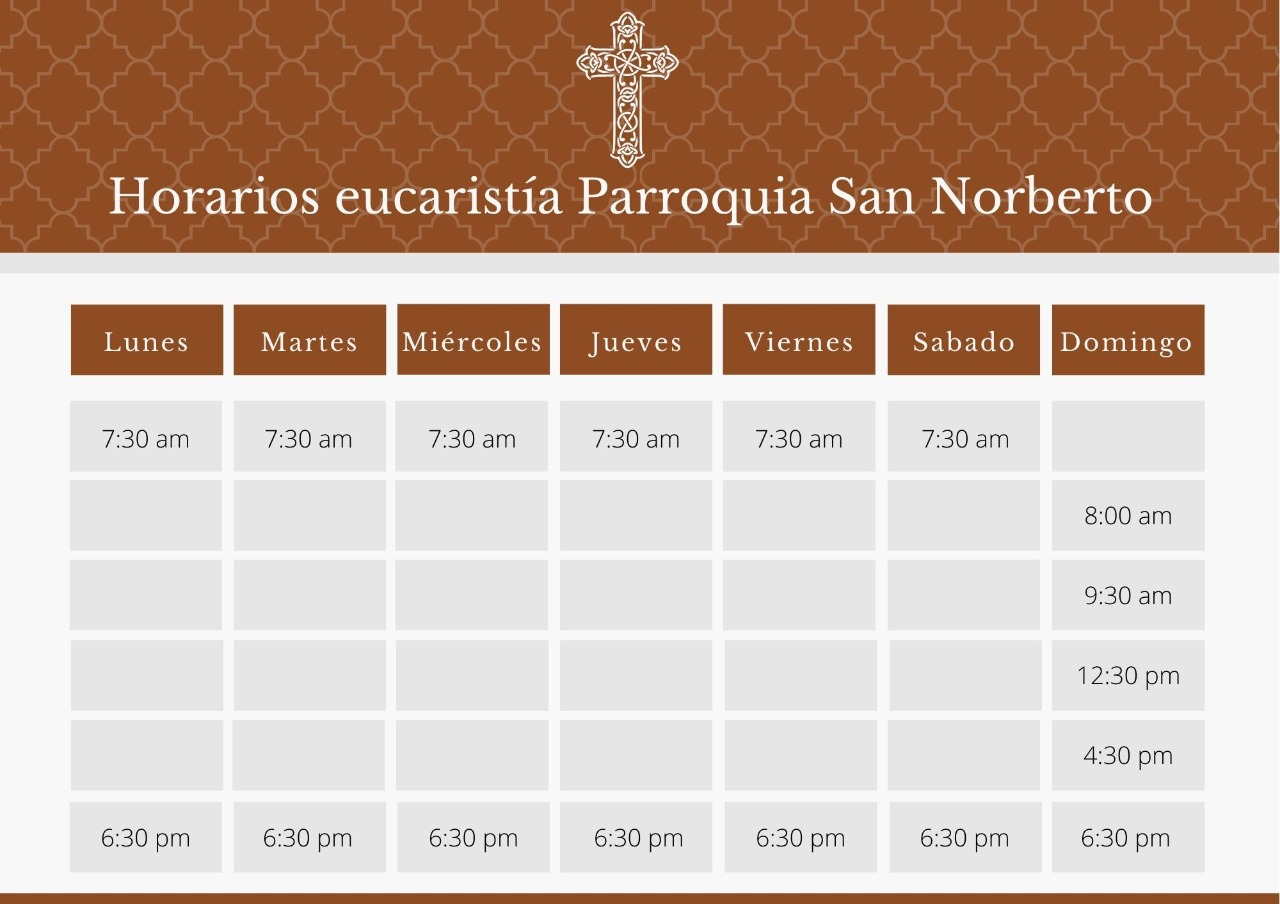 Horarios eucaristía Parroquia San Norberto
Lunes Martes Miércoles Jueves Viernes Sabado Domingo
7:30 am 7:30 am 7:30 am 7:30 am 7:30 am 7:30 am
8:00 am
9:30 am
12:30 pm
4:30 pm
6:30 pm 6:30 pm 6:30 pm 6:30 pm 6:30 pm 6:30 pm 6:30 pm